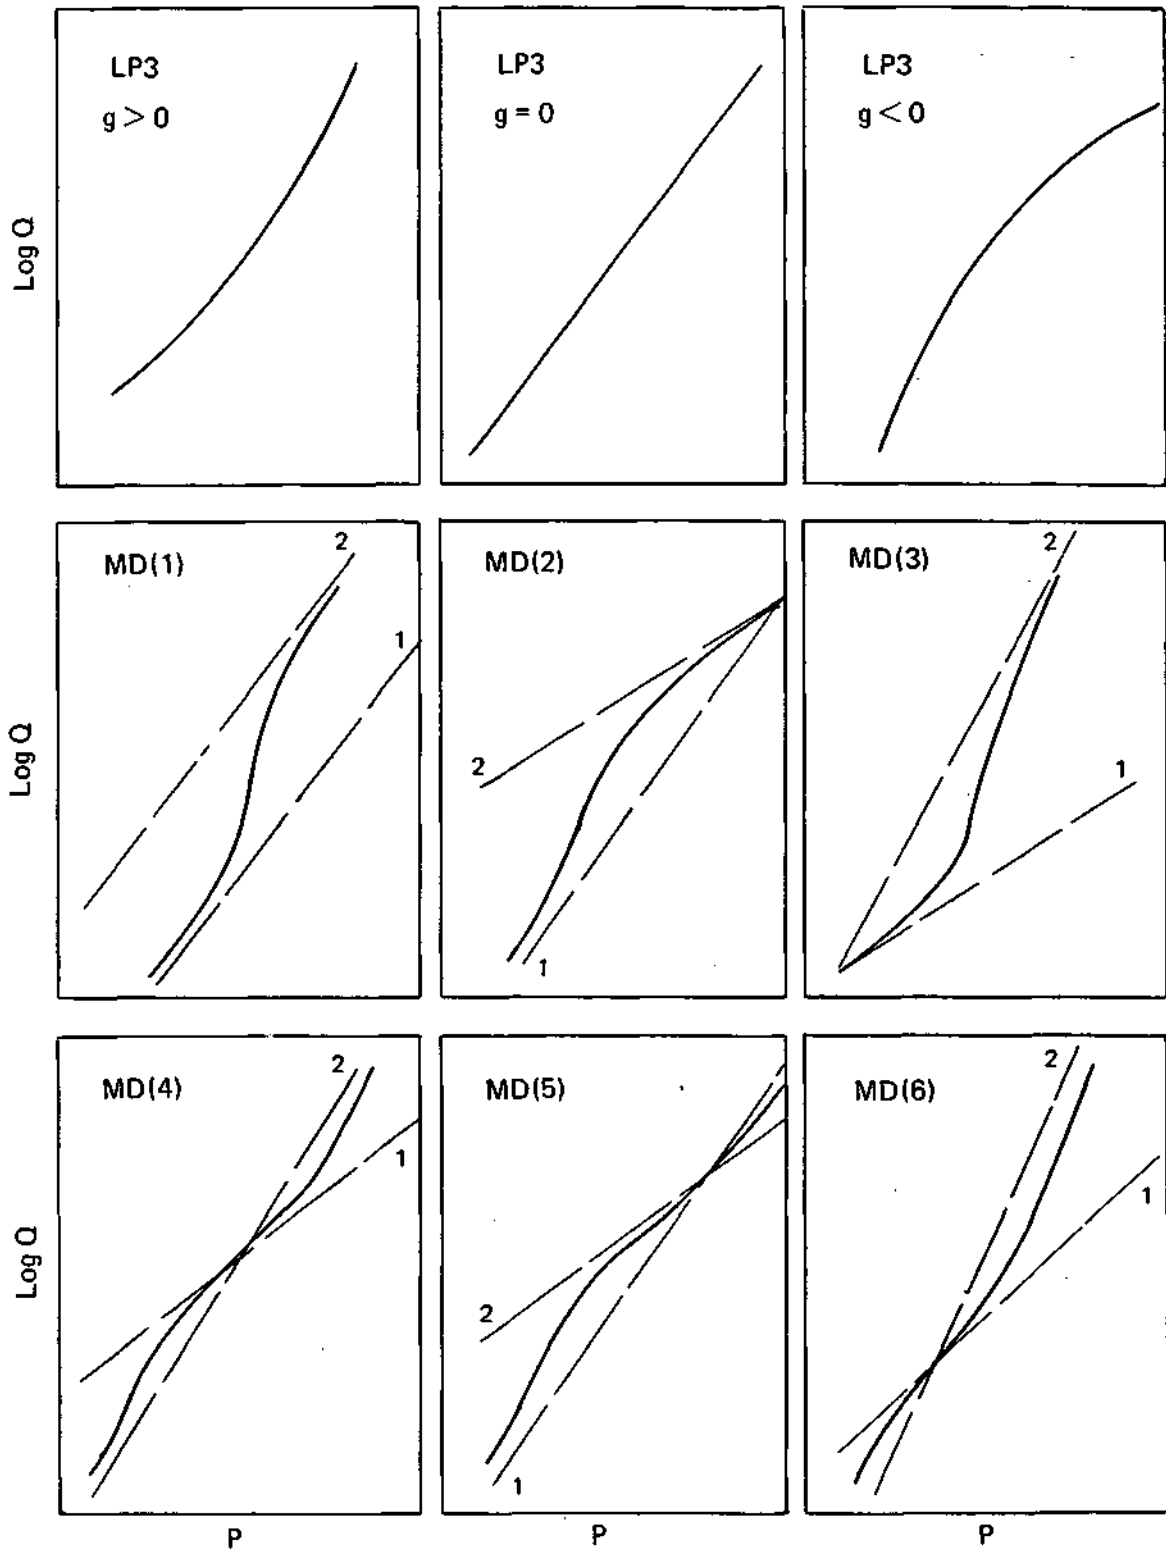 LP3
g > 0
LP3
g = 0
LP3
g < 0
Log Q
MD(1)
2
1
MD(2)
2
1
MD(3)
2
1
Log Q
MD(4)
2
1
MD(5)
2
1
MD(6)
2
1
Log Q
P
P
P